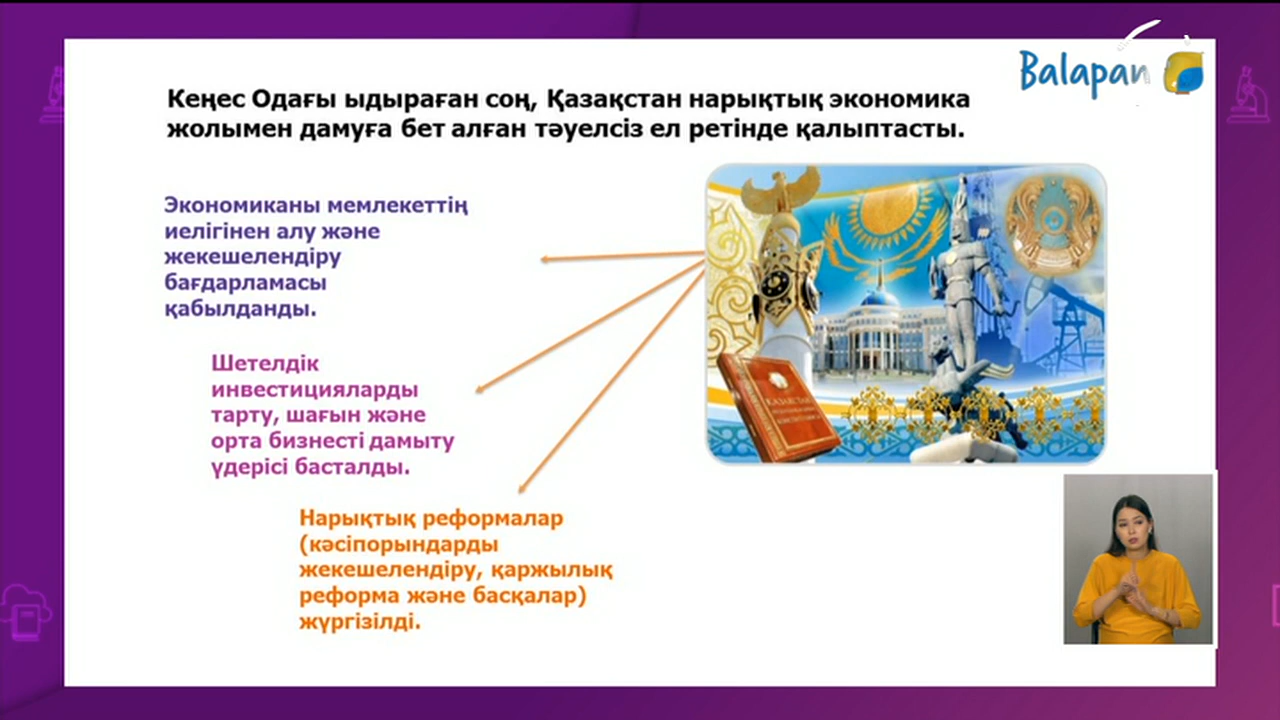 Balapan
Кеңес Одағы ыдыраған соң, Қазақстан нарықтық экономика
жолымен дамуға бет алған тәуелсіз ел ретінде қалыптасты.
Экономиканы мемлекеттің
иелігінен алу және
жекешелендіру
бағдарламасы
қабылданды.
Шетелдік
инвестицияларды
тарту, шағын және
орта бизнесті дамыту
үдерісі басталды.
Нарықтық реформалар
(кәсіпорындарды
жекешелендіру, қаржылық
реформа және басқалар)
жүргізілді.